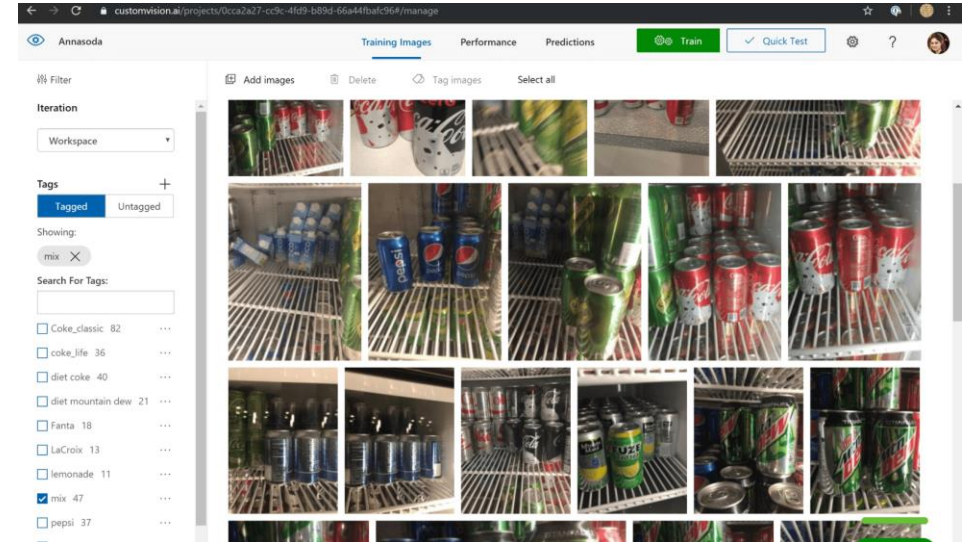 customvision.ai/projects/0cca2a27-cc9c-4fd9-b89d-66a44fbafc96#/manage
Annasoda
Training Images
Performance
Predictions
Train
Quick Test
?
Filter
Add images
Delete
Tag images
Select all
Iteration
Workspace
Tags
Tagged
Untagged
Showing:
mix
Search For Tags:
Coke_classic 82
coke_life 36
diet coke 40
diet mountain dew 21
Fanta 18
LaCroix 13
lemonade 11
mix 47
pepsi 37
pepsi